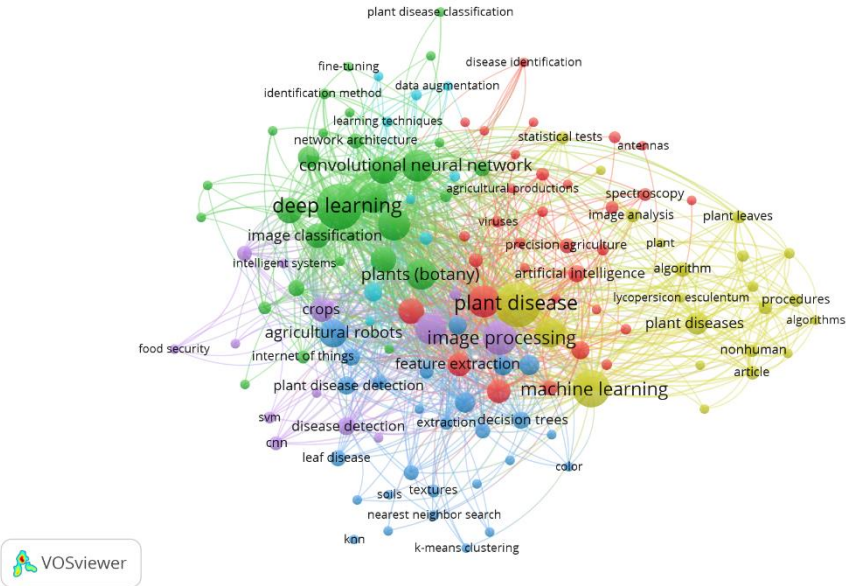 plant disease classification
disease identification
fine-tuning
data augmentation
identification method
learning techniques
network architecture
statistical tests
antennas
convolutional neural network
agricultural productions
spectroscopy
deep learning
viruses
image analysis
plant leaves
image classification
precision agriculture
plant
intelligent systems
plants (botany)
artificial intelligence
algorithm
crops
plant disease
lycopersicon esculentum
procedures
agricultural robots
image processing
plant diseases
algorithms
food security
internet of things
feature extraction
nonhuman
plant disease detection
machine learning
article
svm
disease detection
extraction
decision trees
cnn
leaf disease
color
soils
textures
nearest neighbor search
knn
k-means clustering
VOSviewer